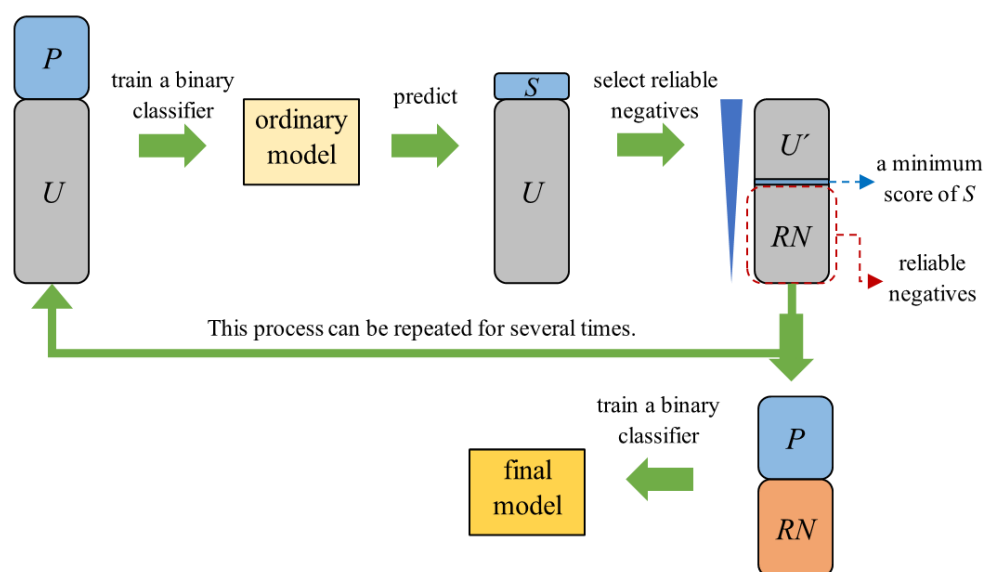 P
U
train a binary
classifier
ordinary
model
predict
S
U
select reliable
negatives
U´
RN
a minimum
score of S
reliable
negatives
This process can be repeated for several times.
P
RN
train a binary
classifier
final
model